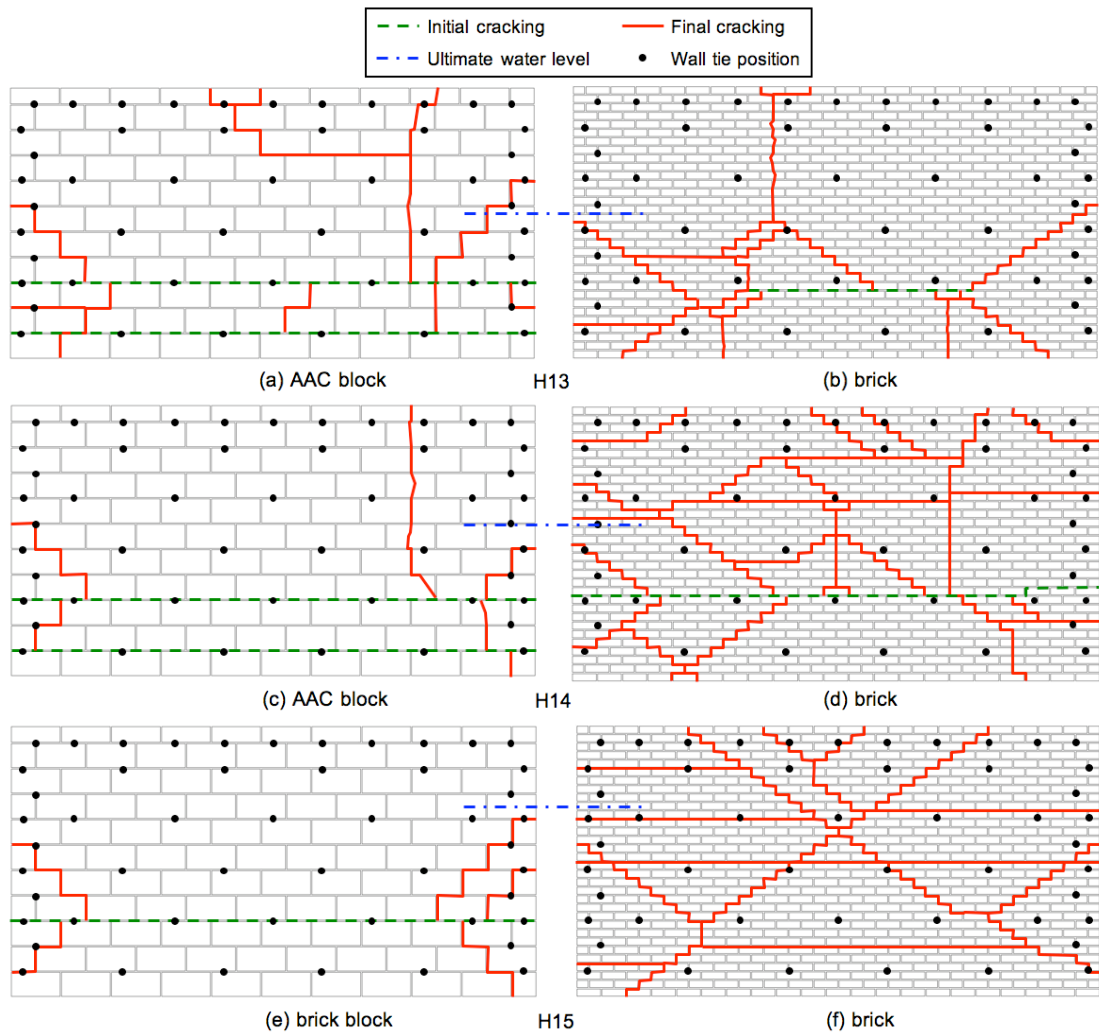 Initial cracking Final cracking
Ultimate water level Wall tie position
(a) AAC block H13 (b) brick
(c) AAC block H14 (d) brick
(e) brick block H15 (f) brick